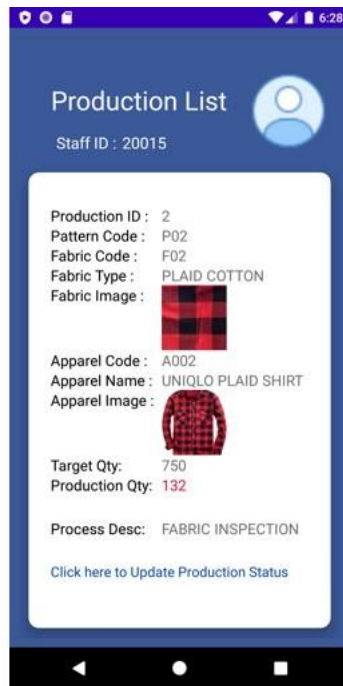 6:28
Production List
Staff ID : 20015
Production ID : 2
Pattern Code : P02
Fabric Code : F02
Fabric Type : PLAID COTTON
Fabric Image :
Apparel Code : A002
Apparel Name : UNIQLO PLAID SHIRT
Apparel Image :
Target Qty: 750
Production Qty: 132
Process Desc: FABRIC INSPECTION
Click here to Update Production Status